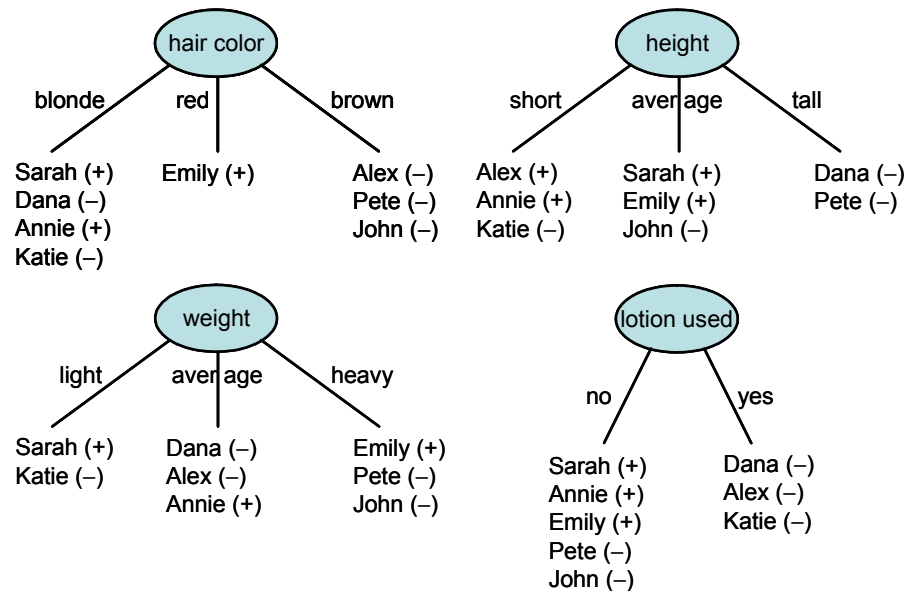 hair color
blonde red brown
Sarah (+) Emily (+) Alex (–)
Dana (–) Pete (–)
Annie (+) John (–)
Katie (–)
height
short average tall
Alex (+) Sarah (+) Dana (–)
Annie (+) Emily (+) Pete (–)
Katie (–) John (–)
weight
light average heavy
Sarah (+) Dana (–) Emily (+)
Katie (–) Alex (–) Pete (–)
Annie (+) John (–)
lotion used
no yes
Sarah (+) Dana (–)
Annie (+) Alex (–)
Emily (+) Katie (–)
Pete (–)
John (–)